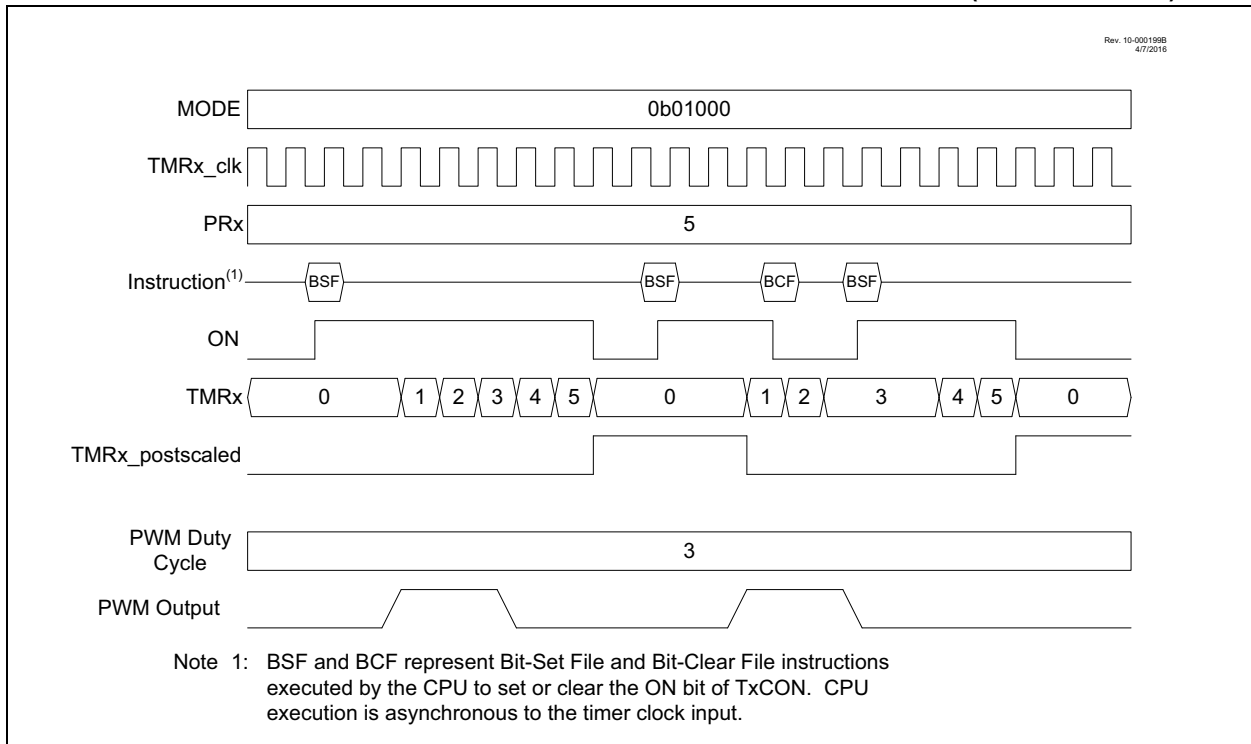 Rev. 10-000199B
4/7/2016
MODE 0b01000
TMRx_clk
PRx 5
Instruction(1) BSF BSF BCF BSF
ON
TMRx 0 1 2 3 4 5 0 1 2 3 4 5 0
TMRx_postscaled
PWM Duty
Cycle
3
PWM Output
Note 1: BSF and BCF represent Bit-Set File and Bit-Clear File instructions
executed by the CPU to set or clear the ON bit of TxCON. CPU
execution is asynchronous to the timer clock input.